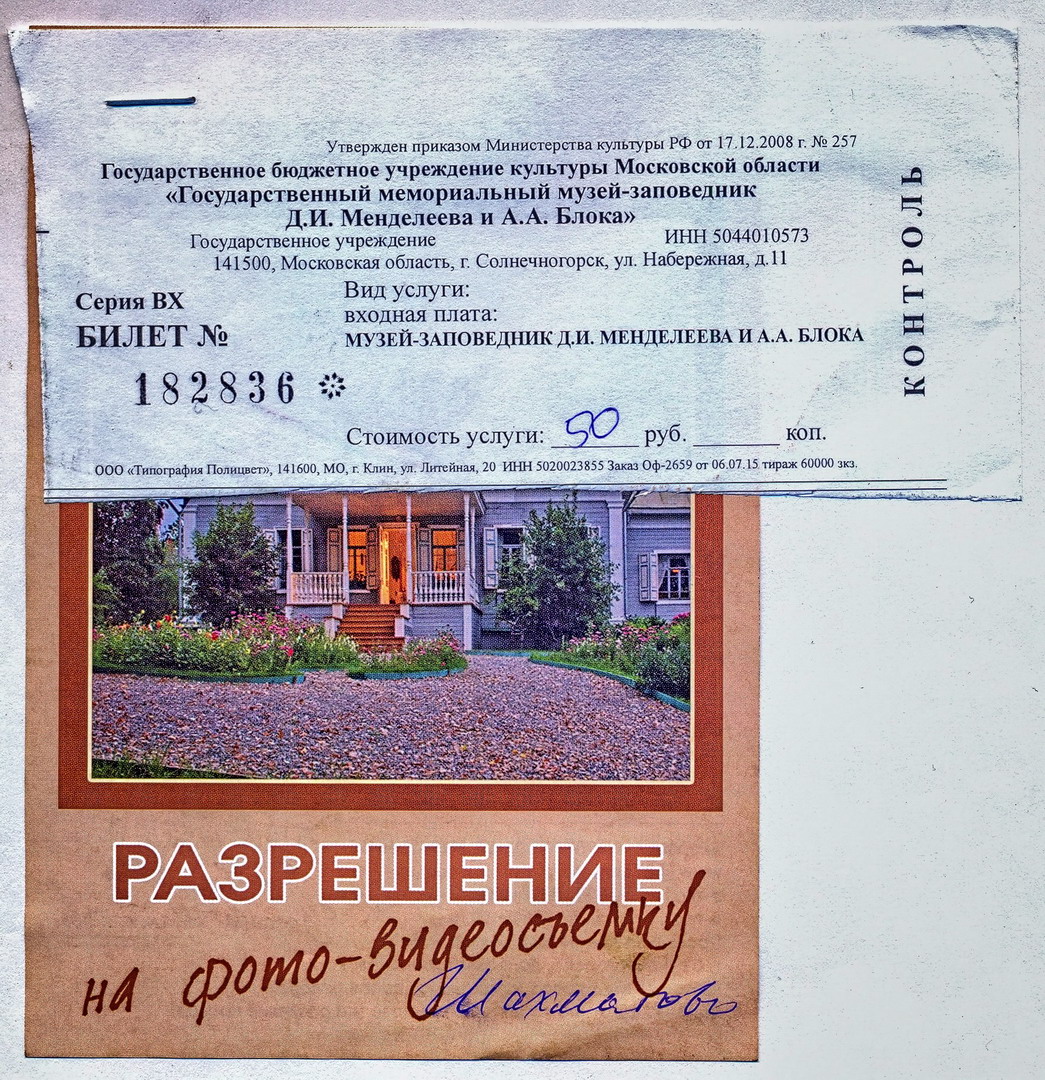 Утвержден приказом Министерства культуры РФ от 17.12.2008 г. № 257
Государственное бюджетное учреждение культуры Московской области
«Государственный мемориальный музей-заповедник
Д.И. Менделеева и А.А. Блока»
Государственное учреждение ИНН 5044010573
141500, Московская область, г. Солнечногорск, ул. Набережная, д.11
Серия ВХ
БИЛЕТ №
182836
Вид услуги:
входная плата:
МУЗЕЙ-ЗАПОВЕДНИК Д.И. МЕНДЕЛЕЕВА И А.А. БЛОКА
Стоимость услуги: 50 руб. коп.
ООО «Типография Полицвет», 141600, МО, г. Клин, ул. Литейная, 20 ИНН 5020023855 Заказ Оф-2659 от 06.07.15 тираж 60000 экз.
КОНТРОЛЬ
РАЗРЕШЕНИЕ
на фото-видеосъемку
Шахматово